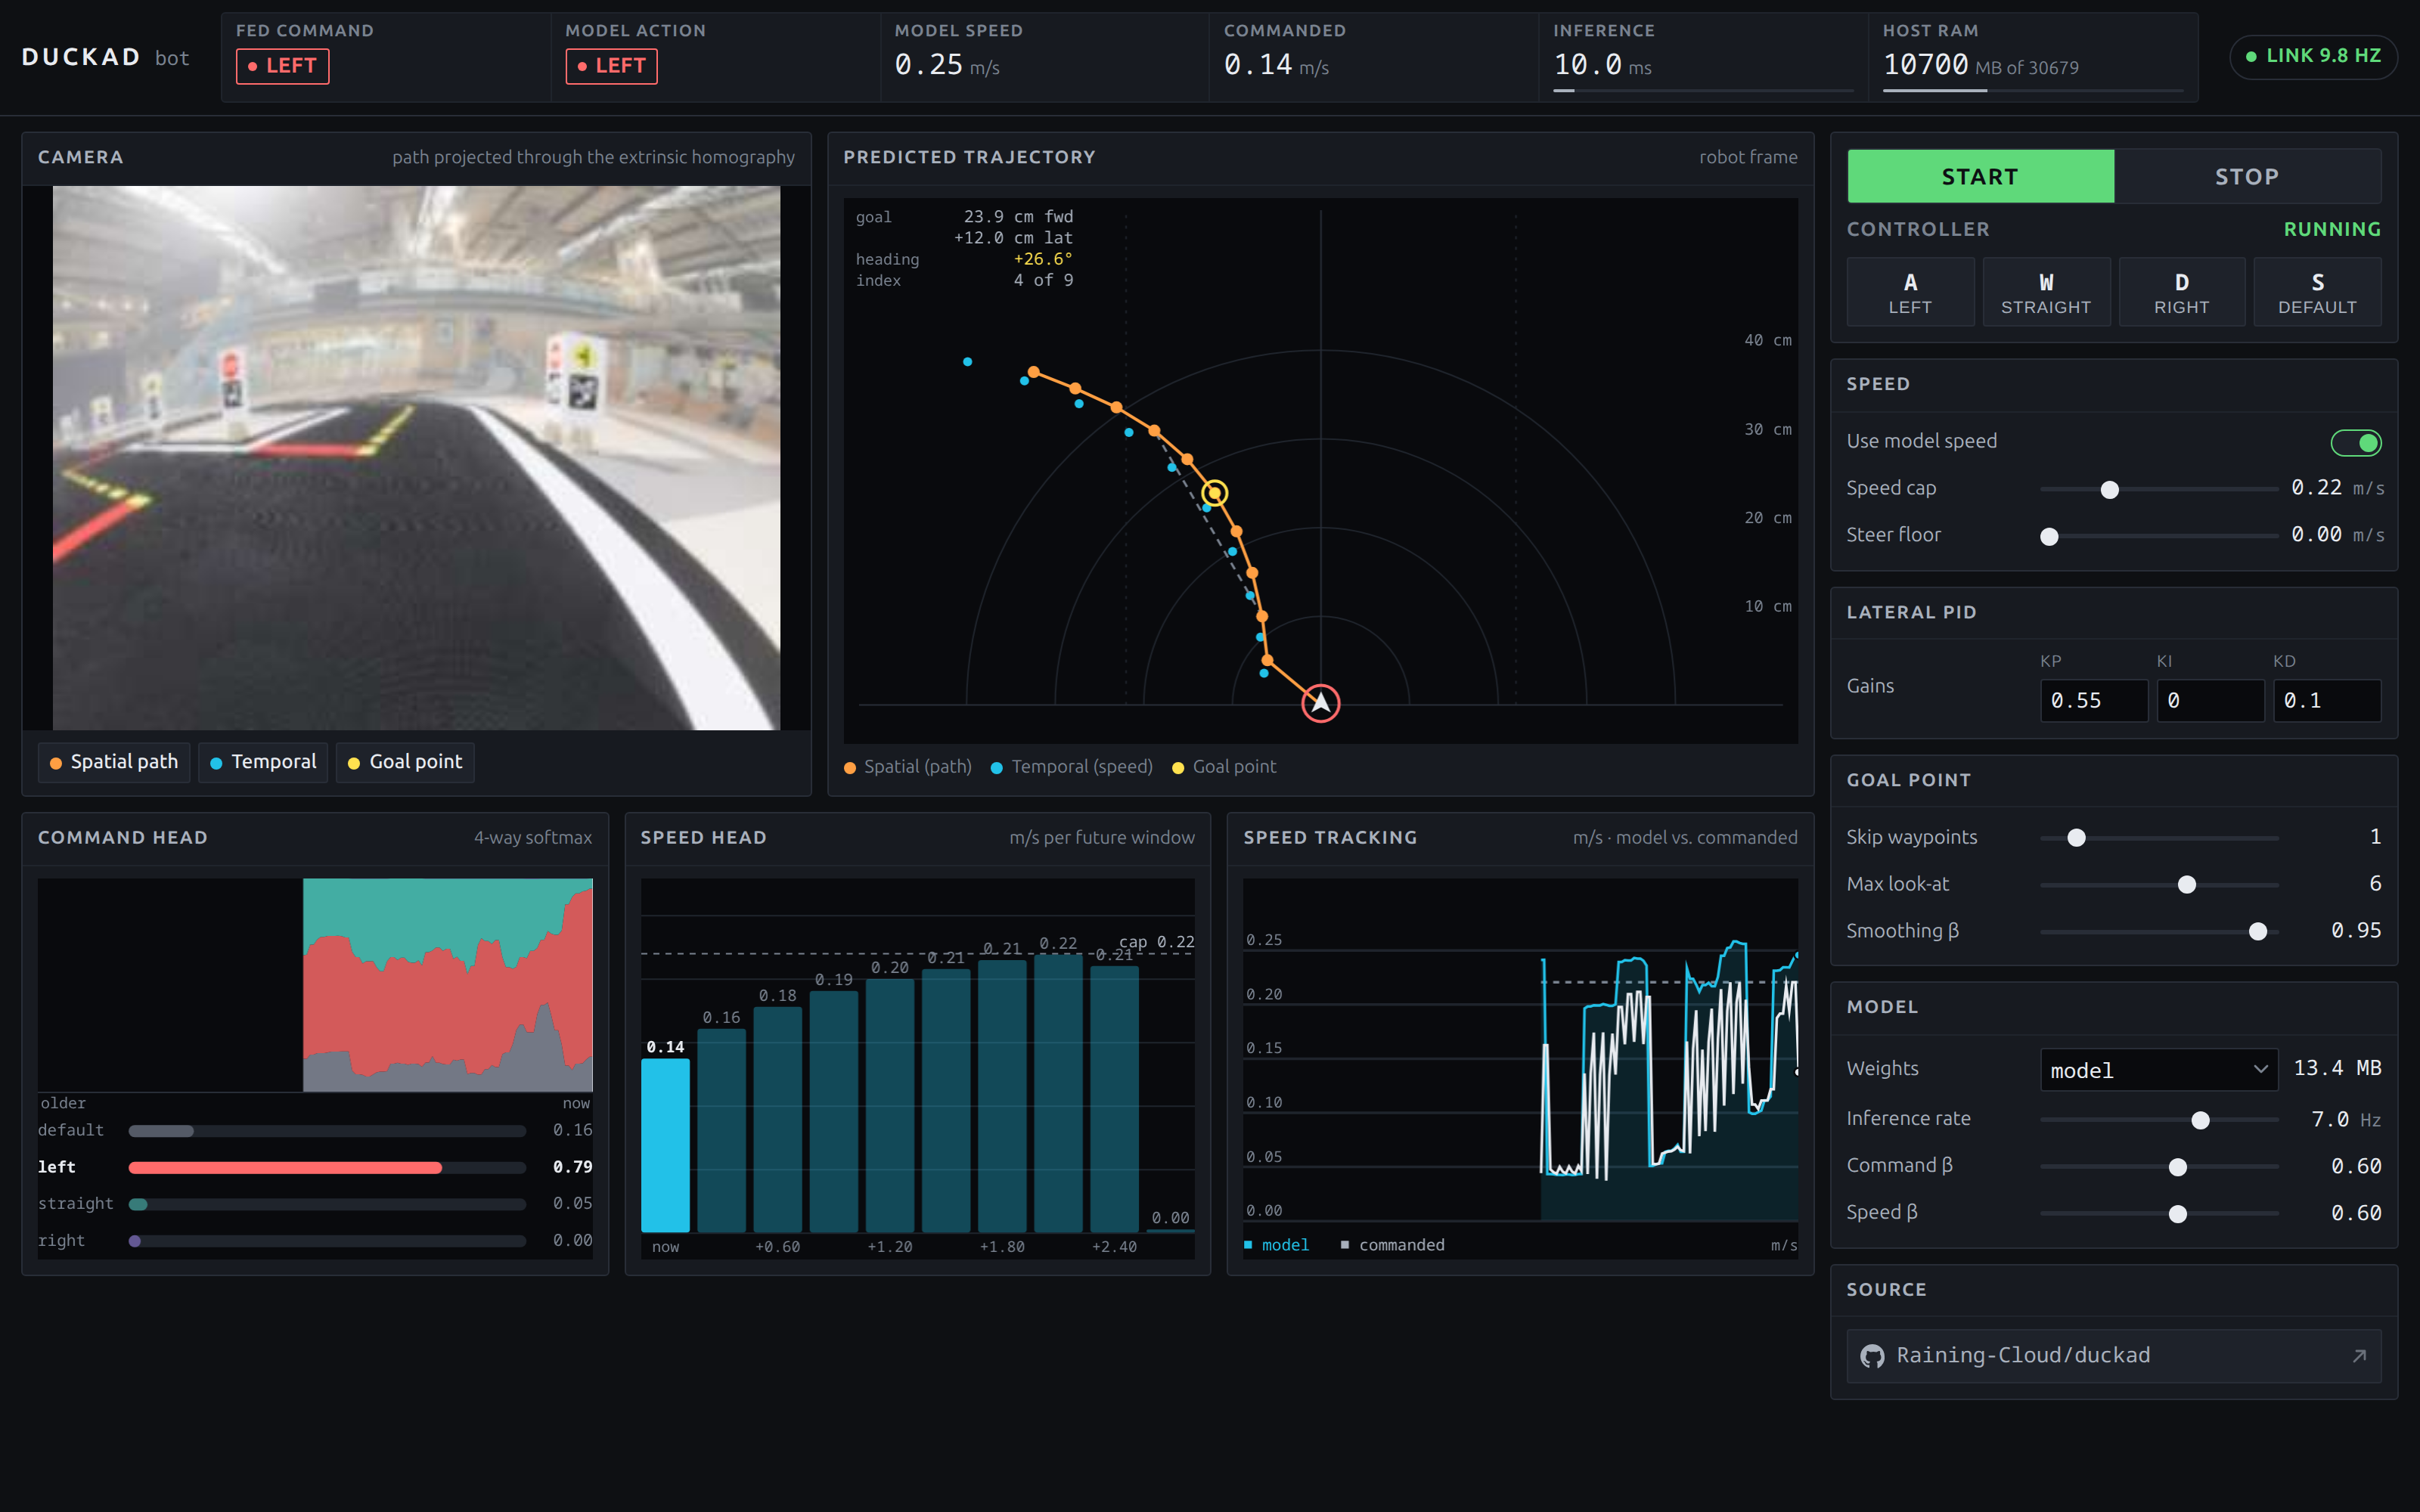 DUCKAD bot
FED COMMAND
LEFT
MODEL ACTION
LEFT
MODEL SPEED
0.25 m/s
COMMANDED
0.14 m/s
INFERENCE
10.0 ms
HOST RAM
10700 MB of 30679
LINK 9.8 HZ
CAMERA
path projected through the extrinsic homography
Spatial path
Temporal
Goal point
PREDICTED TRAJECTORY
robot frame
goal 23.9 cm fwd
+12.0 cm lat
heading +26.6°
index 4 of 9
40 cm
30 cm
20 cm
10 cm
Spatial (path)
Temporal (speed)
Goal point
START
STOP
CONTROLLER
RUNNING
A
LEFT
W
STRAIGHT
D
RIGHT
S
DEFAULT
SPEED
Use model speed
Speed cap 0.22 m/s
Steer floor 0.00 m/s
LATERAL PID
KP KI KD
Gains 0.55 0 0.1
GOAL POINT
Skip waypoints 1
Max look-at 6
Smoothing β 0.95
MODEL
Weights model 13.4 MB
Inference rate 7.0 Hz
Command β 0.60
Speed β 0.60
SOURCE
Raining-Cloud/duckad
COMMAND HEAD
4-way softmax
older now
default 0.16
left 0.79
straight 0.05
right 0.00
SPEED HEAD
m/s per future window
cap 0.22
0.14
0.16
0.18
0.19
0.20
0.21
0.21
0.22
0.21
0.00
now +0.60 +1.20 +1.80 +2.40
SPEED TRACKING
m/s · model vs. commanded
0.25
0.20
0.15
0.10
0.05
0.00
model commanded m/s